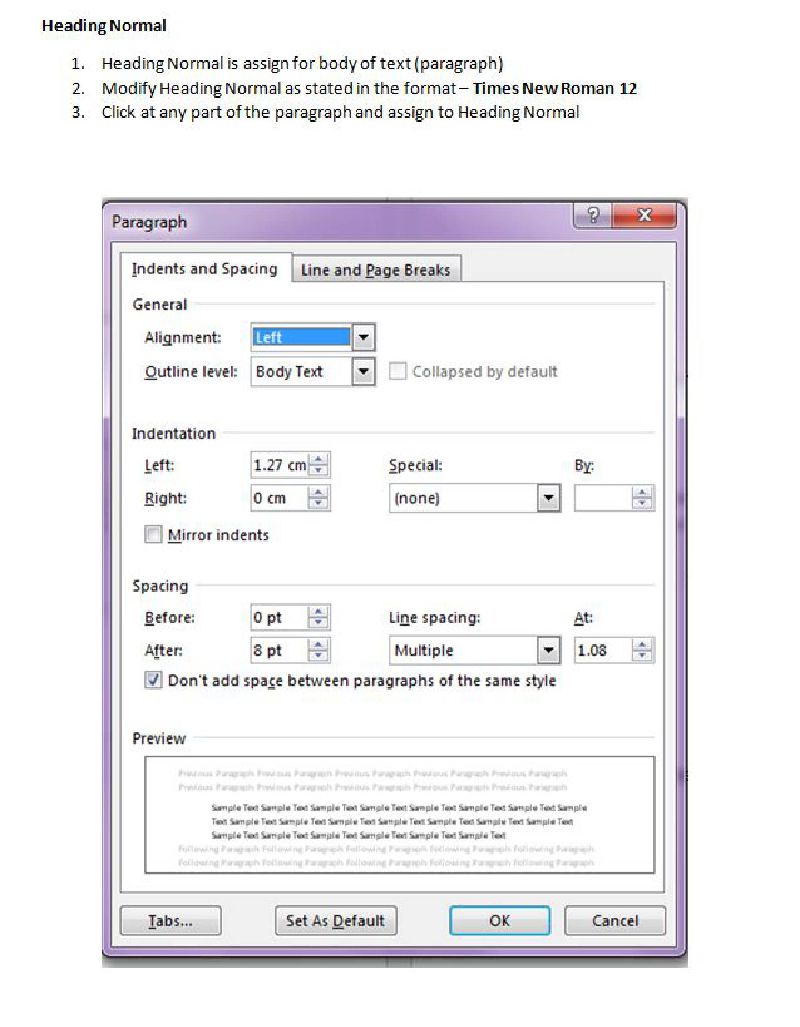 Heading Normal
1. Heading Normal is assign for body of text (paragraph)
2. Modify Heading Normal as stated in the format – Times New Roman 12
3. Click at any part of the paragraph and assign to Heading Normal
Paragraph
? X
Indents and Spacing Line and Page Breaks
General
Alignment: Left
Outline level: Body Text Collapsed by default
Indentation
Left: 1.27 cm Special: By:
Right: 0 cm (none)
Mirror indents
Spacing
Before: 0 pt Line spacing: At:
After: 8 pt Multiple 1.08
Don't add space between paragraphs of the same style
Preview
Previous Paragraph Previous Paragraph Previous Paragraph Previous Paragraph Previous Paragraph
Previous Paragraph Previous Paragraph Previous Paragraph Previous Paragraph Previous Paragraph
Sample Text Sample Text Sample Text Sample Text Sample Text Sample Text Sample Text Sample
Text Sample Text Sample Text Sample Text Sample Text Sample Text Sample Text Sample Text
Sample Text Sample Text Sample Text Sample Text Sample Text Sample Text
Following Paragraph Following Paragraph Following Paragraph Following Paragraph Following Paragraph
Following Paragraph Following Paragraph Following Paragraph Following Paragraph Following Paragraph
Tabs... Set As Default OK Cancel